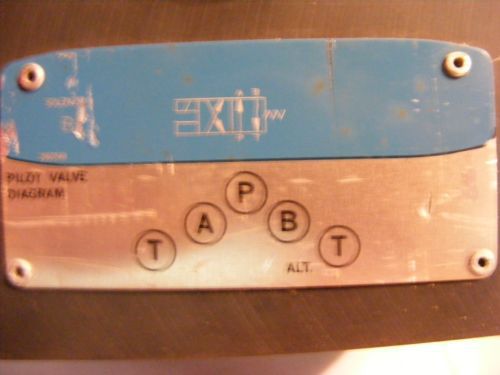 PILOT VALVE
DIAGRAM
P
A B
T T
ALT.